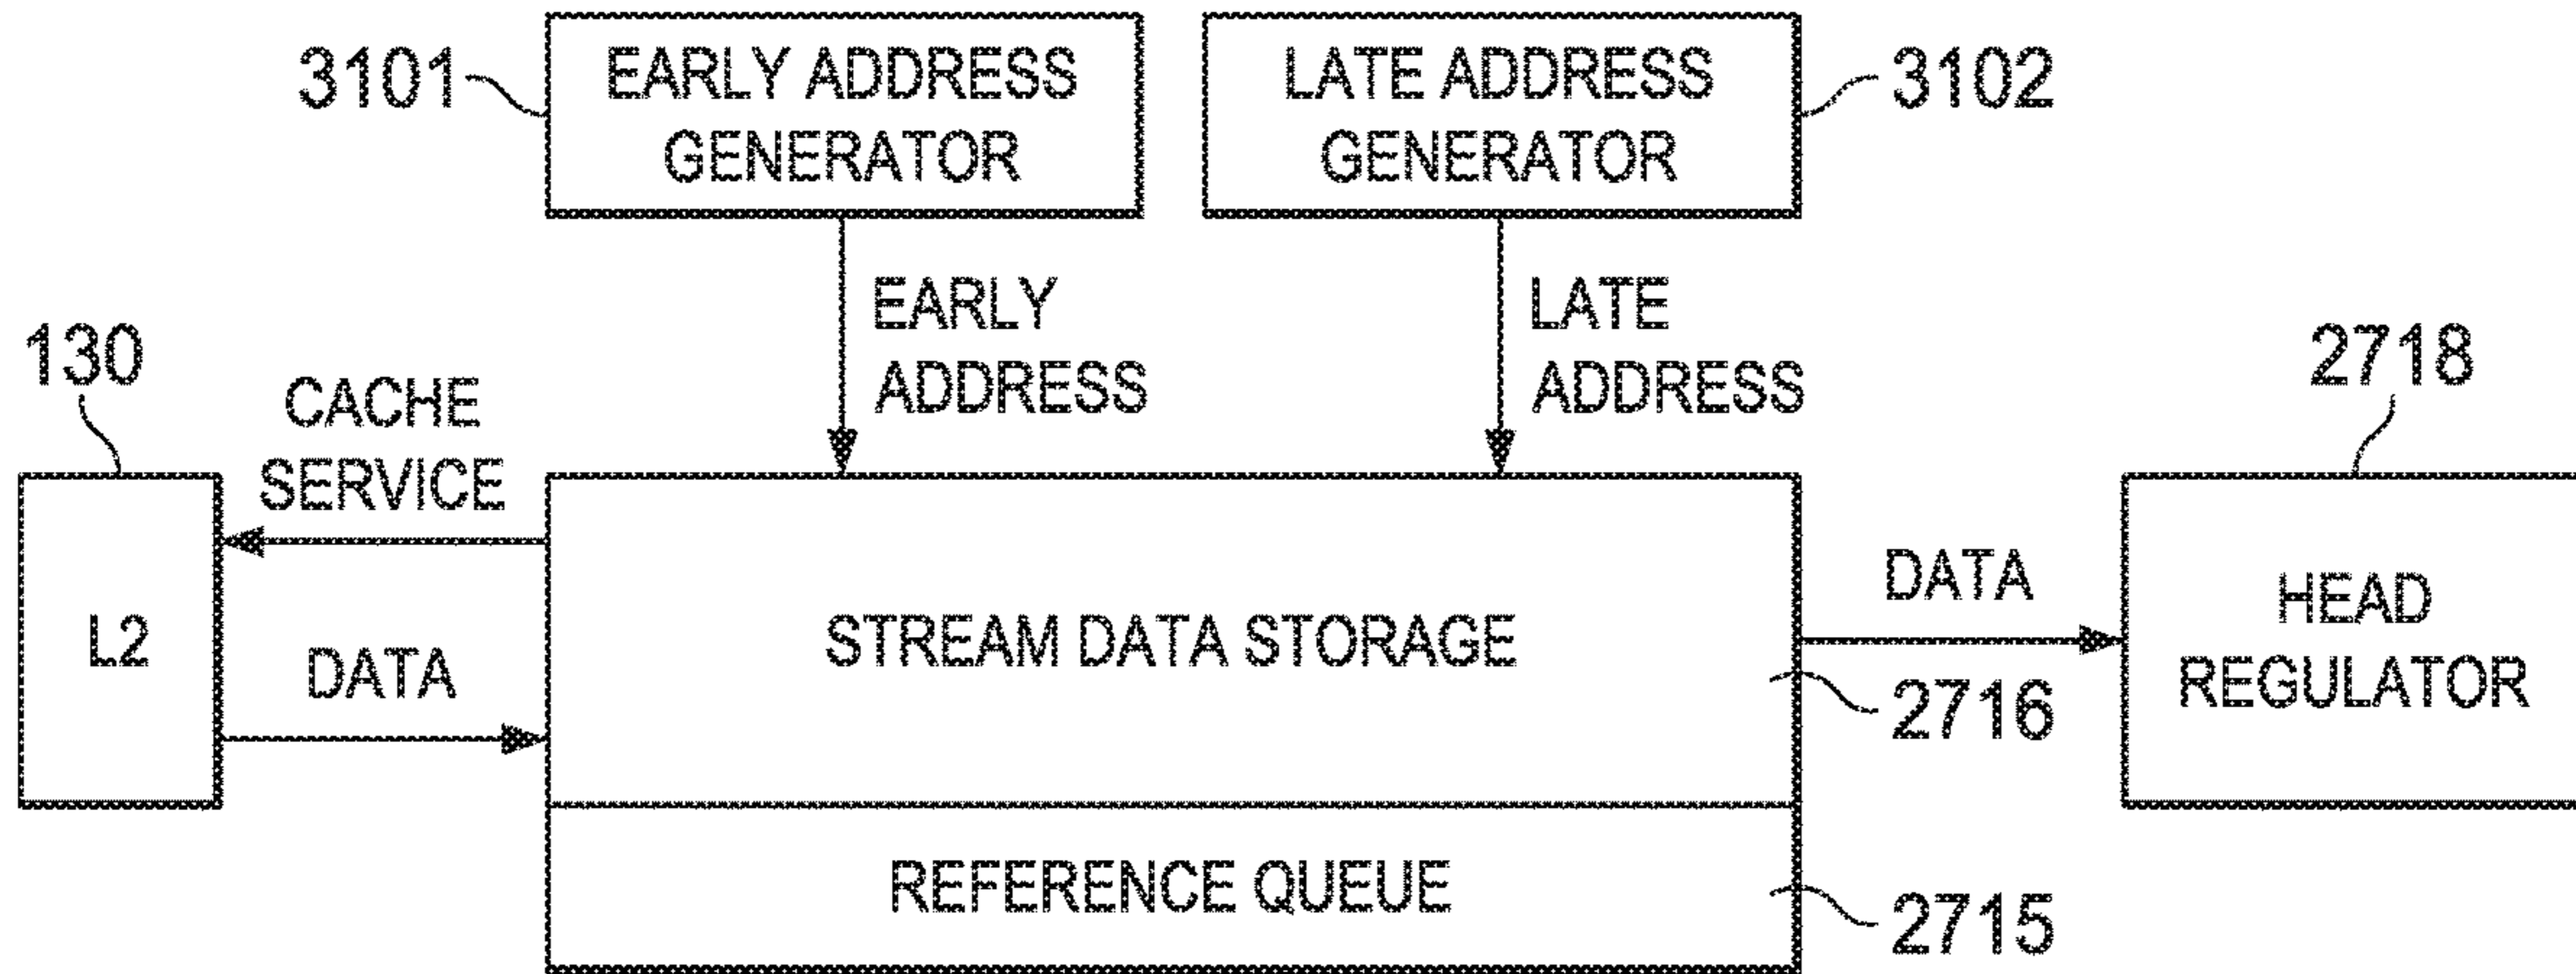 3101
EARLY ADDRESS
GENERATOR
LATE ADDRESS
GENERATOR
3102
EARLY
ADDRESS
LATE
ADDRESS
130
CACHE
SERVICE
2718
L2
DATA
STREAM DATA STORAGE
DATA
HEAD
REGULATOR
2716
REFERENCE QUEUE
2715